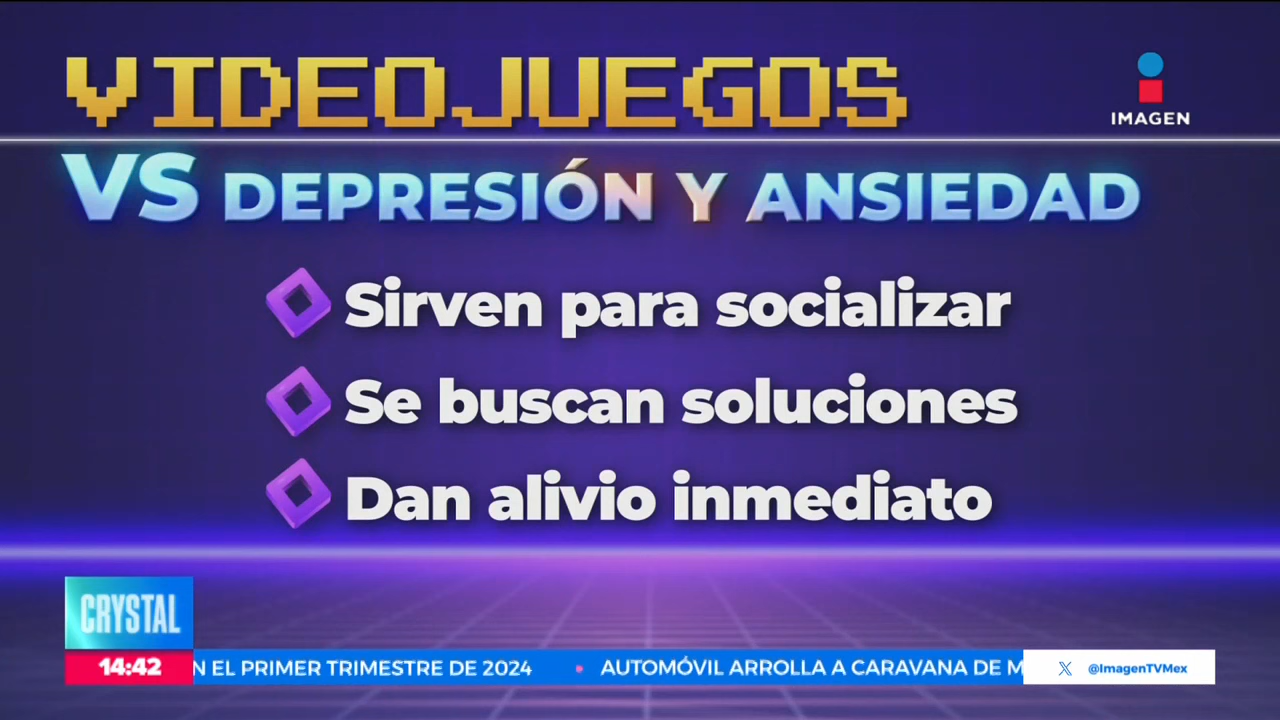 VIDEOJUEGOS
IMAGEN
VS DEPRESIÓN Y ANSIEDAD
Sirven para socializar
Se buscan soluciones
Dan alivio inmediato
CRYSTAL
14:42
N EL PRIMER TRIMESTRE DE 2024 • AUTOMÓVIL ARROLLA A CARAVANA DE M
X @ImagenTVMex